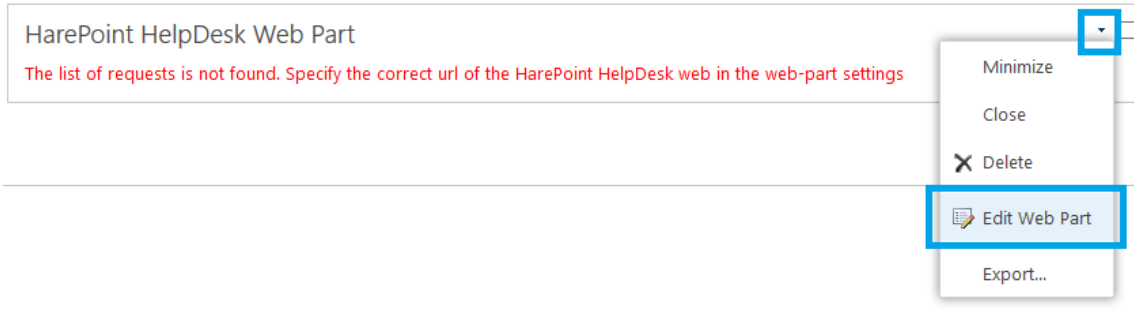 HarePoint HelpDesk Web Part
The list of requests is not found. Specify the correct url of the HarePoint HelpDesk web in the web-part settings
Minimize
Close
Delete
Edit Web Part
Export...